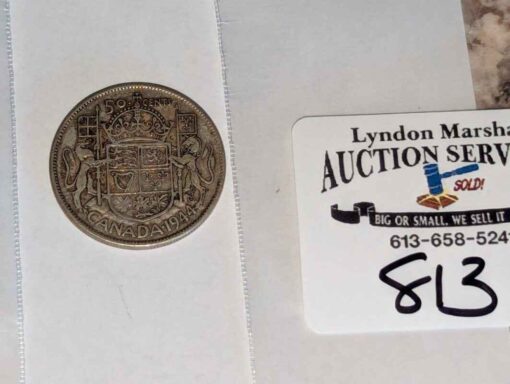 50 CENTS
CANADA 1944
Lyndon Marsha
AUCTION SERV
SOLD!
BIG OR SMALL, WE SELL IT
613-658-524
813